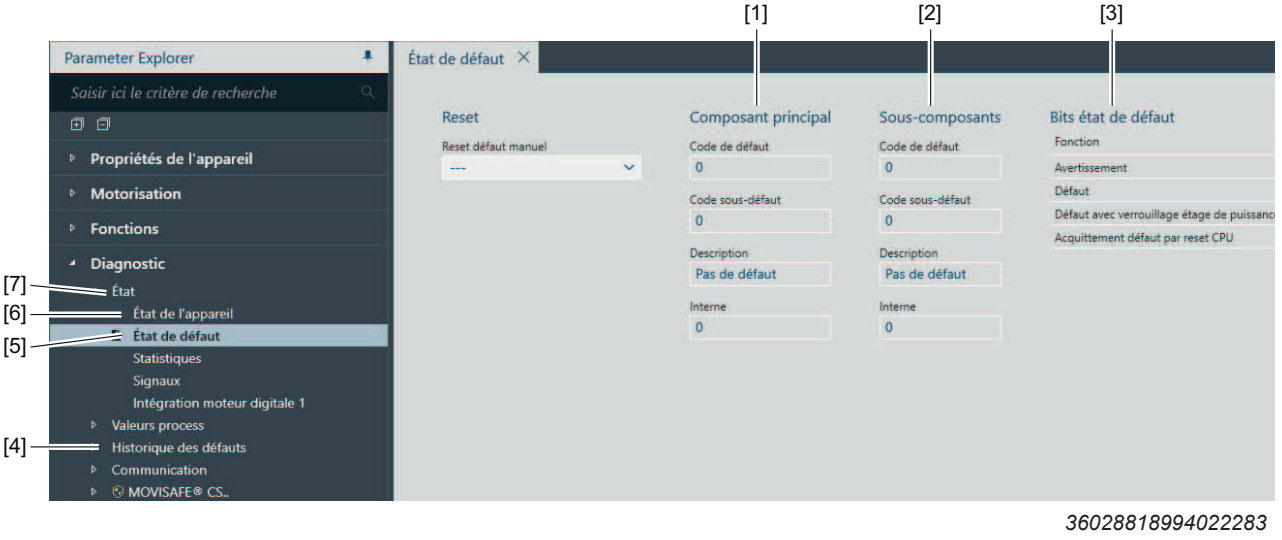 [1] [2] [3]
Parameter Explorer
Saisir ici le critère de recherche
Propriétés de l'appareil
Motorisation
Fonctions
Diagnostic
[7] État
[6] État de l'appareil
[5] État de défaut
Statistiques
Signaux
Intégration moteur digitale 1
Valeurs process
[4] Historique des défauts
Communication
MOVISAFE® CS..
État de défaut
Reset
Reset défaut manuel
---
Composant principal
Code de défaut
0
Code sous-défaut
0
Description
Pas de défaut
Interne
0
Sous-composants
Code de défaut
0
Code sous-défaut
0
Description
Pas de défaut
Interne
0
Bits état de défaut
Fonction
Avertissement
Défaut
Défaut avec verrouillage étage de puissance
Acquittement défaut par reset CPU
36028818994022283